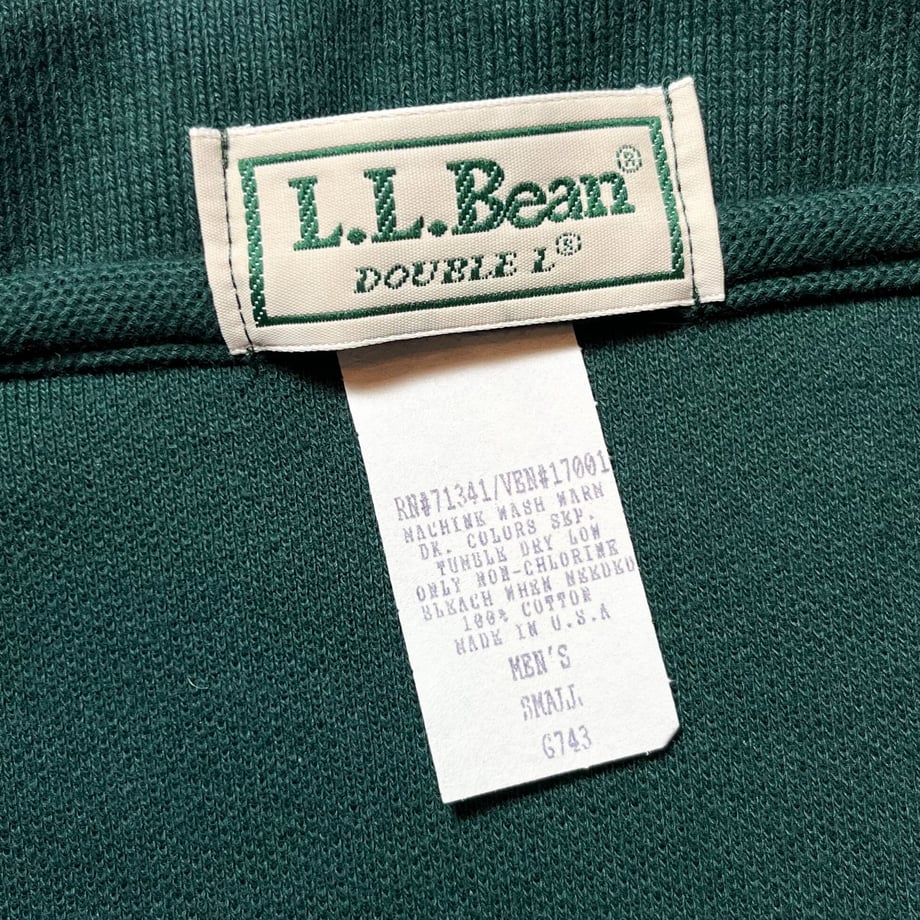 L.L.Bean®
DOUBLE L®
RN#71341/VEN#17001
MACHINE WASH WARM
DK. COLORS SEP.
TUMBLE DRY LOW
ONLY NON-CHLORINE
BLEACH WHEN NEEDED
100% COTTON
MADE IN U.S.A
MEN'S
SMALL
G743